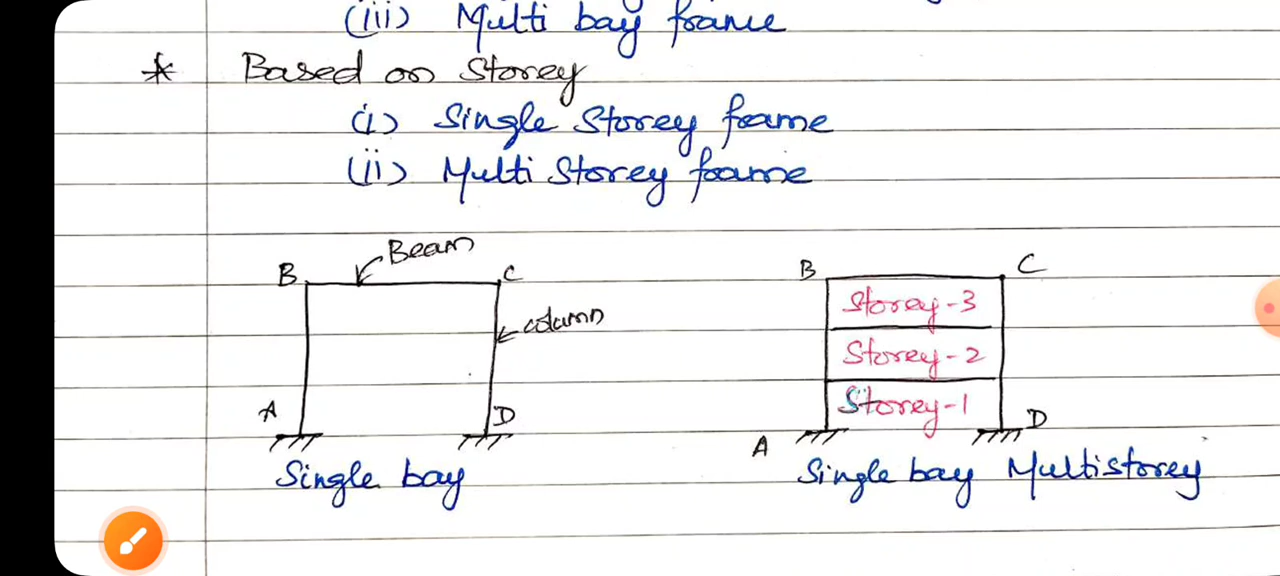 (iii) Multi bay frame
* Based on Storey
(i) Single Storey frame
(ii) Multi Storey frame
Beam
B
C
column
A
D
Single bay
B
C
Storey-3
Storey-2
Storey-1
A
D
Single bay Multistorey